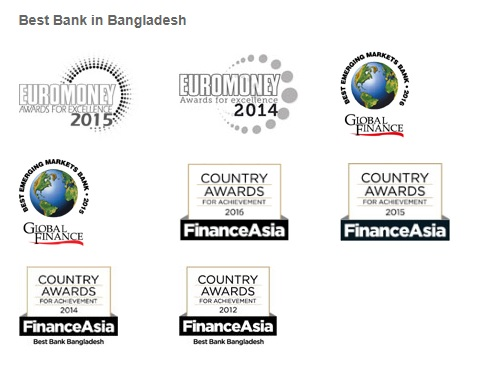 Best Bank in Bangladesh
EUROMONEY
AWARDS FOR EXCELLENCE
2015
EUROMONEY
Awards for excellence
2014
BEST EMERGING MARKETS BANK • 2016
GLOBAL
FINANCE
BEST EMERGING MARKETS BANK • 2015
GLOBAL
FINANCE
COUNTRY
AWARDS
FOR ACHIEVEMENT
2016
FinanceAsia
COUNTRY
AWARDS
FOR ACHIEVEMENT
2015
FinanceAsia
COUNTRY
AWARDS
FOR ACHIEVEMENT
2014
FinanceAsia
Best Bank Bangladesh
COUNTRY
AWARDS
FOR ACHIEVEMENT
2012
FinanceAsia
Best Bank Bangladesh